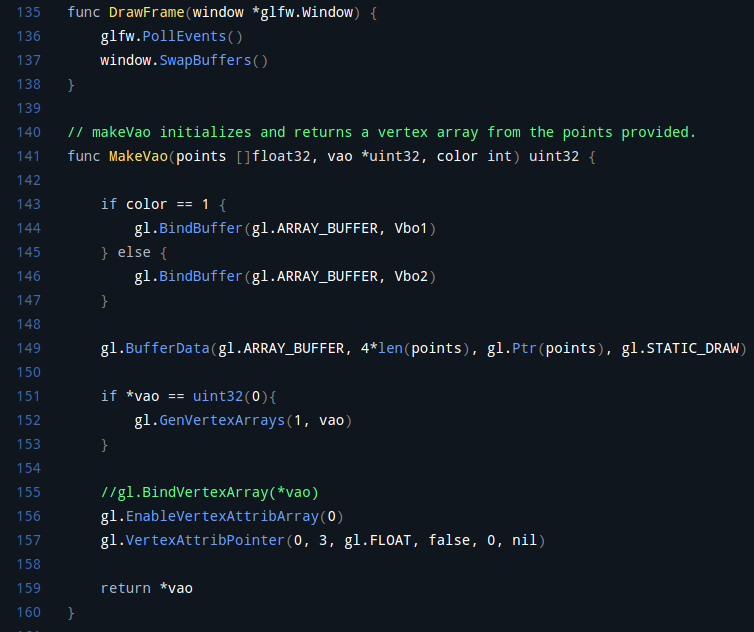 135 func DrawFrame(window *glfw.Window) {
136     glfw.PollEvents()
137     window.SwapBuffers()
138 }
139
140 // makeVao initializes and returns a vertex array from the points provided.
141 func MakeVao(points []float32, vao *uint32, color int) uint32 {
142
143     if color == 1 {
144         gl.BindBuffer(gl.ARRAY_BUFFER, Vbo1)
145     } else {
146         gl.BindBuffer(gl.ARRAY_BUFFER, Vbo2)
147     }
148
149     gl.BufferData(gl.ARRAY_BUFFER, 4*len(points), gl.Ptr(points), gl.STATIC_DRAW)
150
151     if *vao == uint32(0){
152         gl.GenVertexArrays(1, vao)
153     }
154
155     //gl.BindVertexArray(*vao)
156     gl.EnableVertexAttribArray(0)
157     gl.VertexAttribPointer(0, 3, gl.FLOAT, false, 0, nil)
158
159     return *vao
160 }